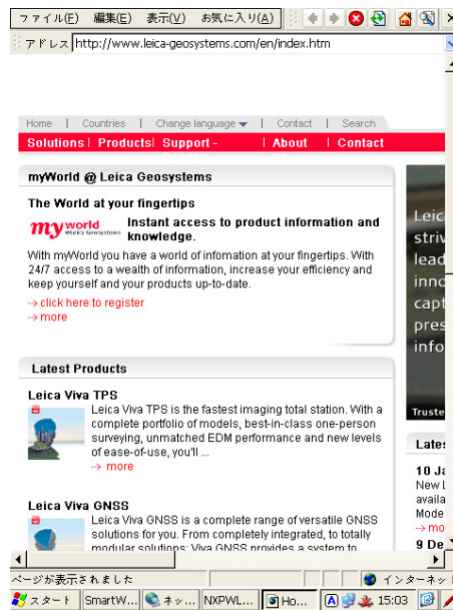 ファイル(F) 編集(E) 表示(V) お気に入り(A)
アドレス http://www.leica-geosystems.com/en/index.htm
Home | Countries | Change language | Contact | Search
Solutions | Products | Support - | About | Contact
myWorld @ Leica Geosystems
The World at your fingertips
myworld
@Leica Geosystems
Instant access to product information and
knowledge.
With myWorld you have a world of infomation at your fingertips. With
24/7 access to a wealth of information, increase your efficiency and
keep yourself and your products up-to-date.
click here to register
more
Leic
striv
lead
inno
capt
pres
info
Truste
Latest Products
Leica Viva TPS
Leica Viva TPS is the fastest imaging total station. With a
complete portfolio of models, best-in-class one-person
surveying, unmatched EDM performance and new levels
of ease-of-use, you'll ...
more
Leica Viva GNSS
Leica Viva GNSS is a complete range of versatile GNSS
solutions for you. From completely integrated, to totally
modular solutions: Viva GNSS provides a system to
Lates
10 Ja
New L
availa
Mode
mo
9 De
ページが表示されました
インターネッ
スタート SmartW... ネッ... NXPWL... Ho... A 15:03